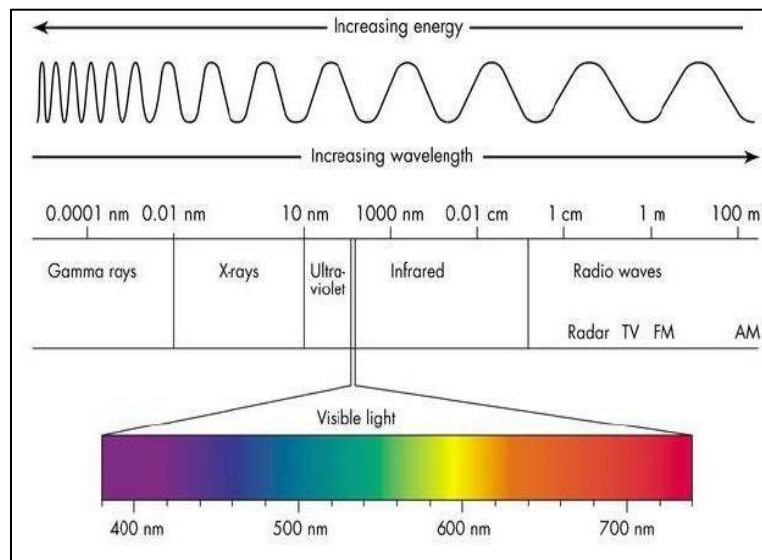 Increasing energy
Increasing wavelength
0.0001 nm 0.01 nm 10 nm 1000 nm 0.01 cm 1 cm 1 m 100 m
Gamma rays X-rays Ultra- Infrared Radio waves
violet
Radar TV FM AM
Visible light
400 nm 500 nm 600 nm 700 nm